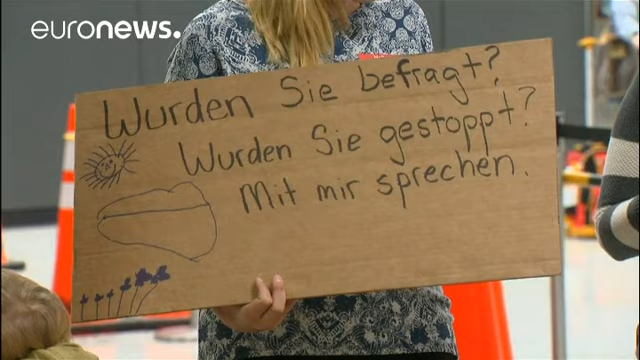 euronews.
Wurden Sie befragt?
Wurden Sie gestoppt?
Mit mir sprechen.